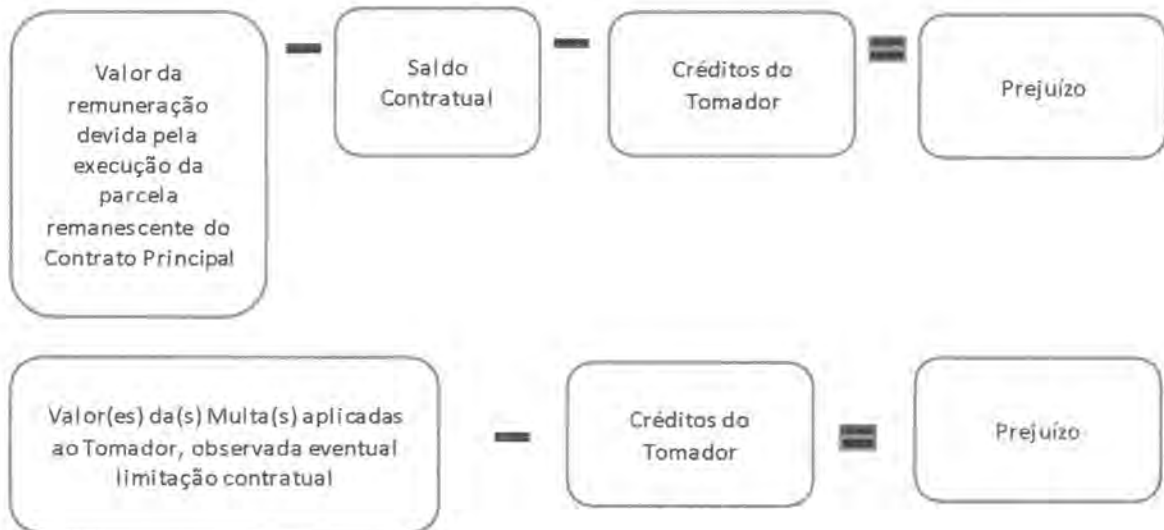 Valor da
remuneração
devida pela
execução da
parcela
remanescente do
Contrato Principal
Saldo
Contratual
Créditos do
Tomador
Prejuízo
Valor(es) da(s) Multa(s) aplicadas
ao Tomador, observada eventual
limitação contratual
Créditos do
Tomador
Prejuízo